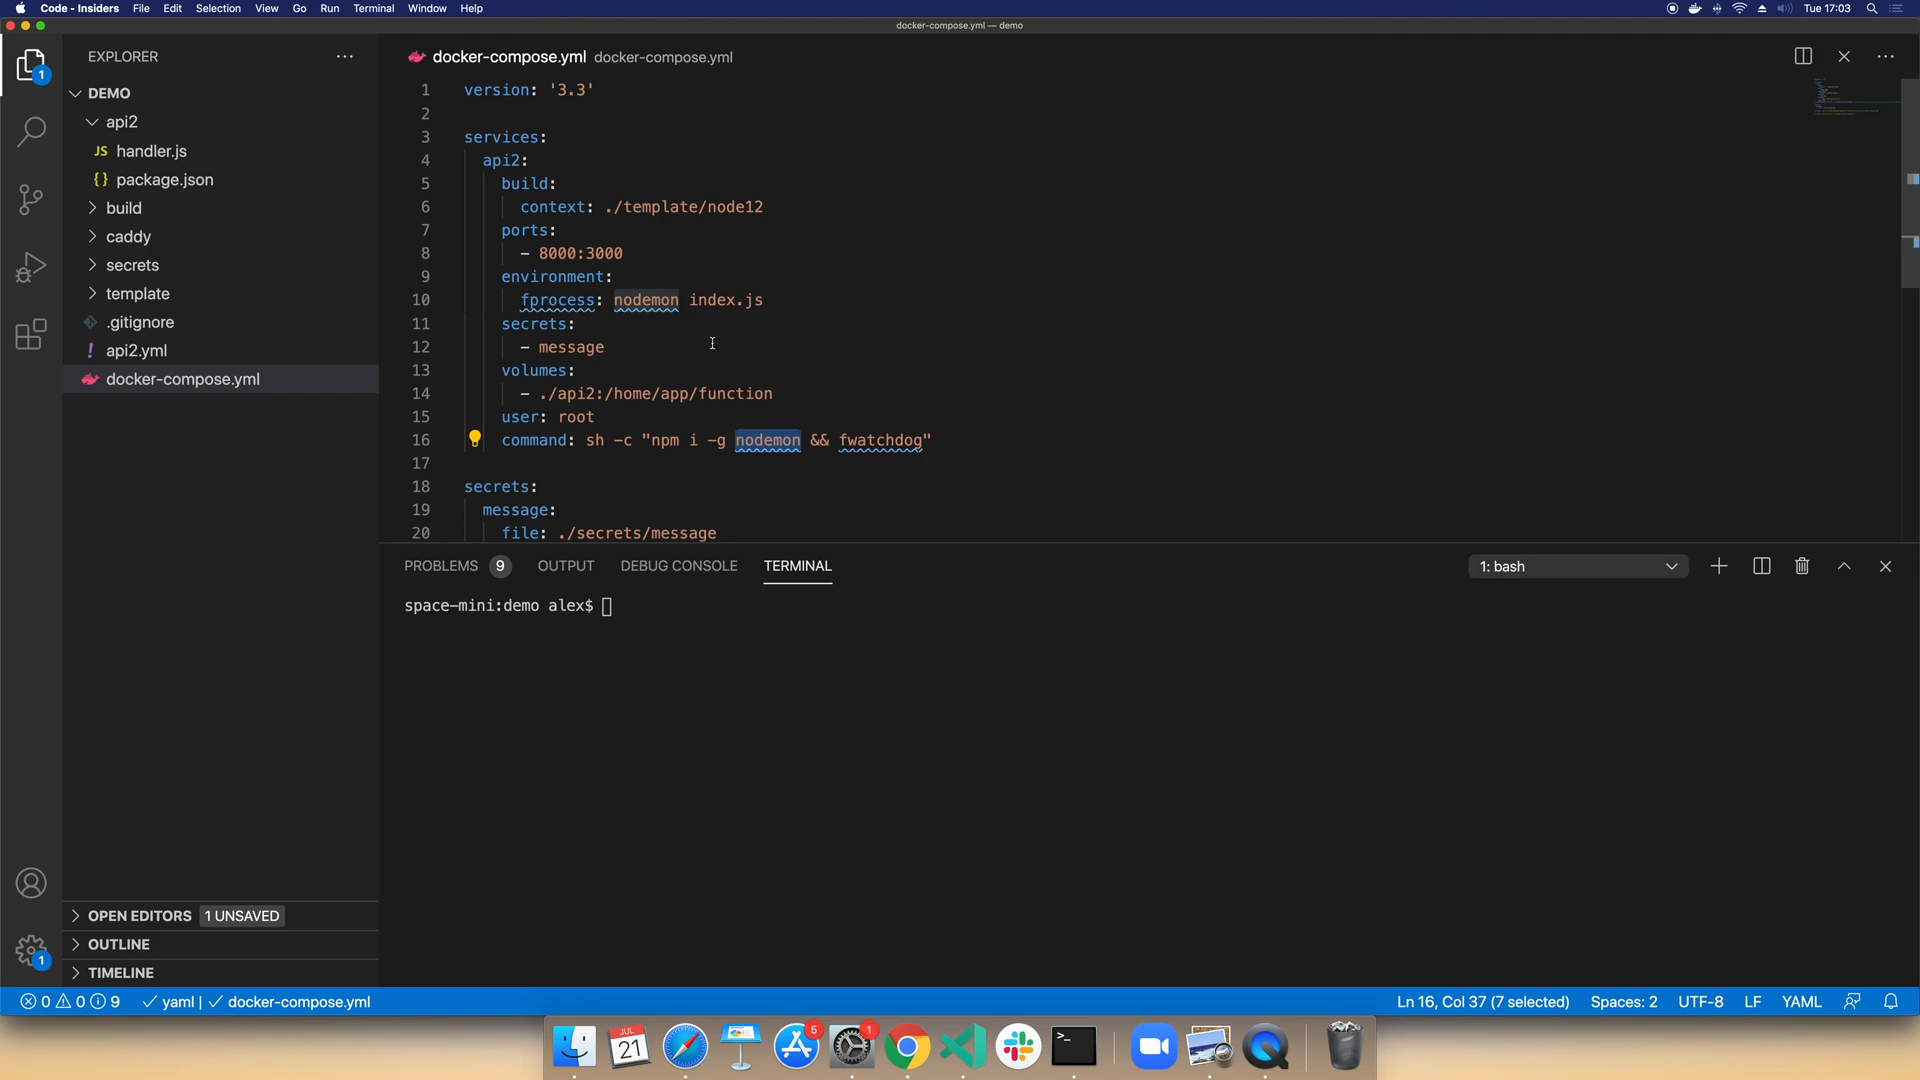 Code - Insiders File Edit Selection View Go Run Terminal Window Help Tue 17:03
docker-compose.yml — demo
EXPLORER
docker-compose.yml docker-compose.yml
DEMO
api2
JS handler.js
{} package.json
build
caddy
secrets
template
.gitignore
! api2.yml
docker-compose.yml
1
OPEN EDITORS 1 UNSAVED
OUTLINE
TIMELINE
1
1 version: '3.3'
2
3 services:
4 api2:
5 build:
6 context: ./template/node12
7 ports:
8 - 8000:3000
9 environment:
10 fprocess: nodemon index.js
11 secrets:
12 - message
13 volumes:
14 - ./api2:/home/app/function
15 user: root
16 command: sh -c "npm i -g nodemon && fwatchdog"
17
18 secrets:
19 message:
20 file: ./secrets/message
PROBLEMS 9 OUTPUT DEBUG CONSOLE TERMINAL 1: bash
space-mini:demo alex$
0 0 9 yaml | docker-compose.yml Ln 16, Col 37 (7 selected) Spaces: 2 UTF-8 LF YAML
JUL
21
5
1
>_